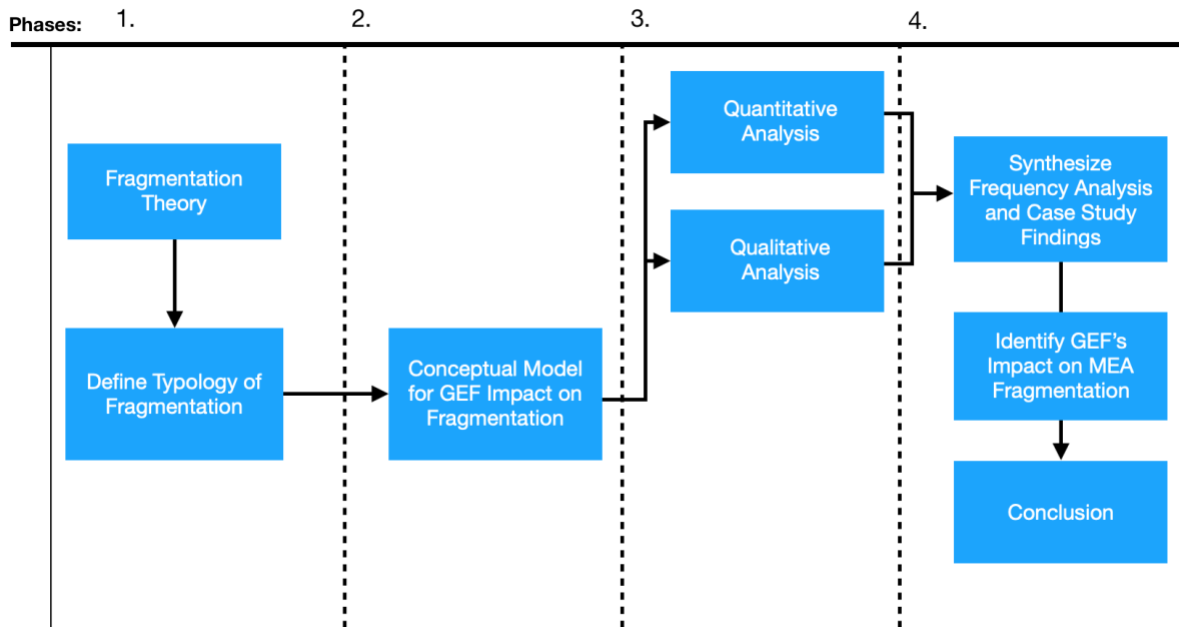 Phases:
1.
2.
3.
4.
Fragmentation
Theory
Define Typology of
Fragmentation
Conceptual Model
for GEF Impact on
Fragmentation
Quantitative
Analysis
Qualitative
Analysis
Synthesize
Frequency Analysis
and Case Study
Findings
Identify GEF's
Impact on MEA
Fragmentation
Conclusion